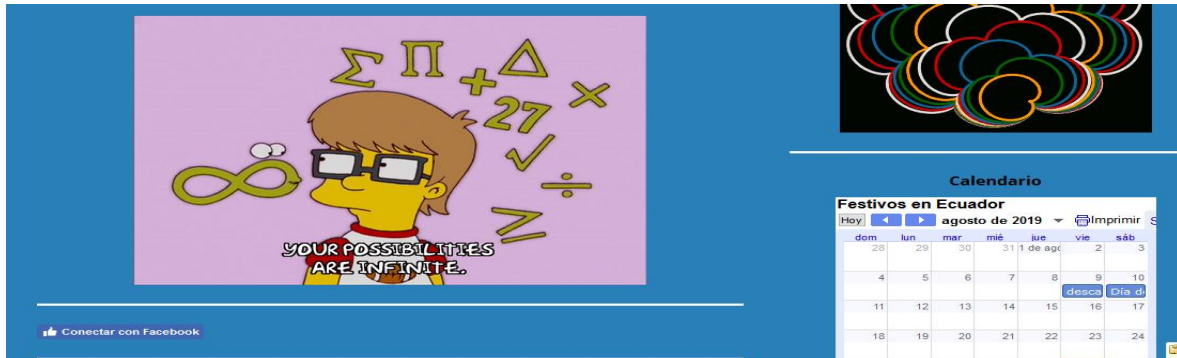 Σ Π + Δ ×
27
√
÷
≥
∞
YOUR POSSIBILITIES
ARE INFINITE.
Conectar con Facebook
Calendario
Festivos en Ecuador
Hoy agosto de 2019 Imprimir
dom lun mar mié jue vie sáb
28 29 30 31 1 de ago 2 3
4 5 6 7 8 9 10
desca Día d
11 12 13 14 15 16 17
18 19 20 21 22 23 24